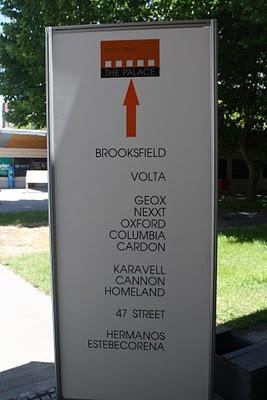 THE PALACE
BROOKSFIELD
VOLTA
GEOX
NEXXT
OXFORD
COLUMBIA
CARDON
KARAVELL
CANNON
HOMELAND
47 STREET
HERMANOS
ESTEBECORENA